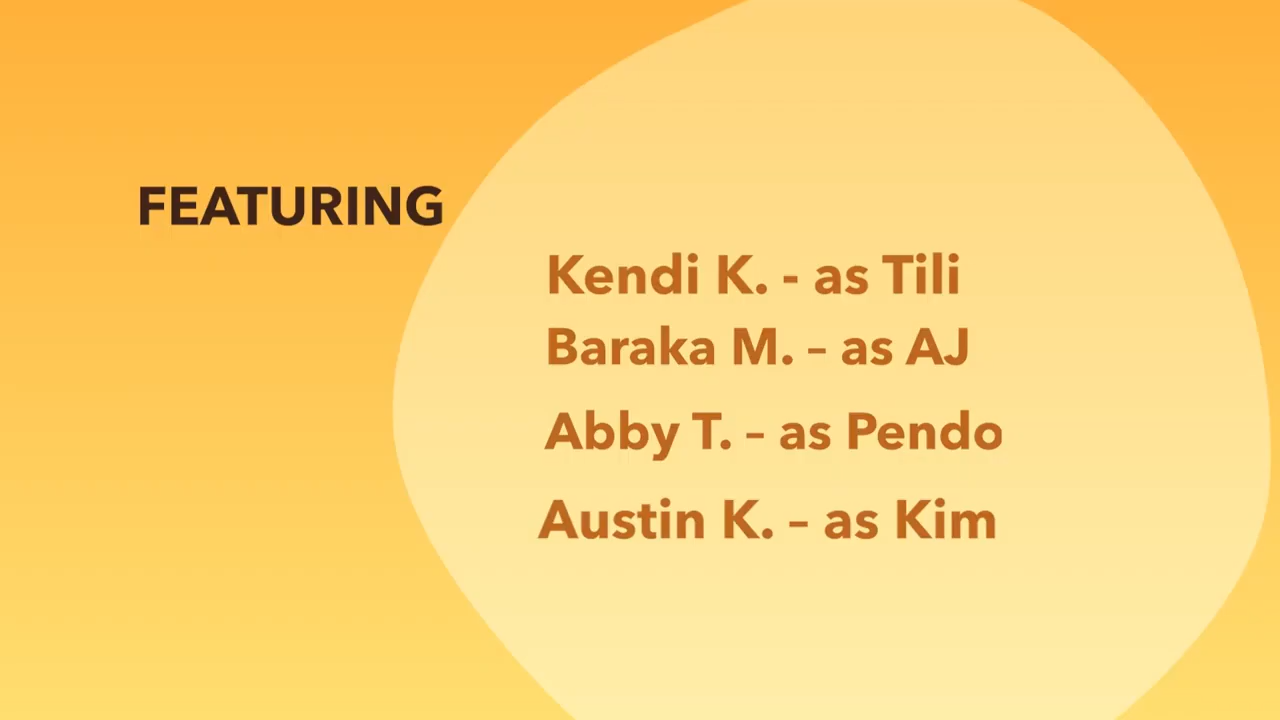 FEATURING
Kendi K. - as Tili
Baraka M. – as AJ
Abby T. – as Pendo
Austin K. – as Kim